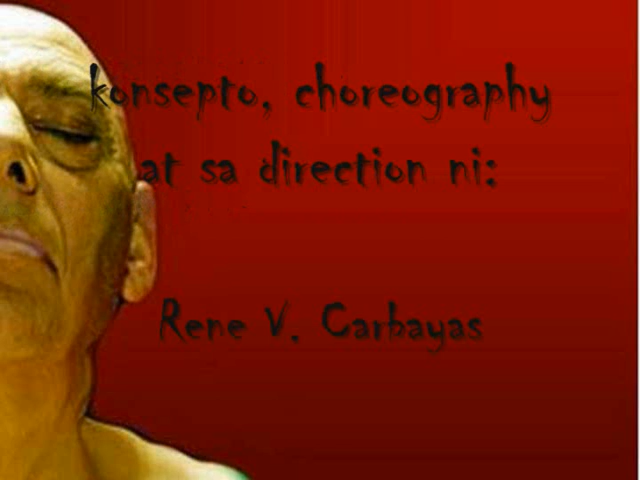 konsepto, choreography
at sa direction ni:
Rene V. Carbayas